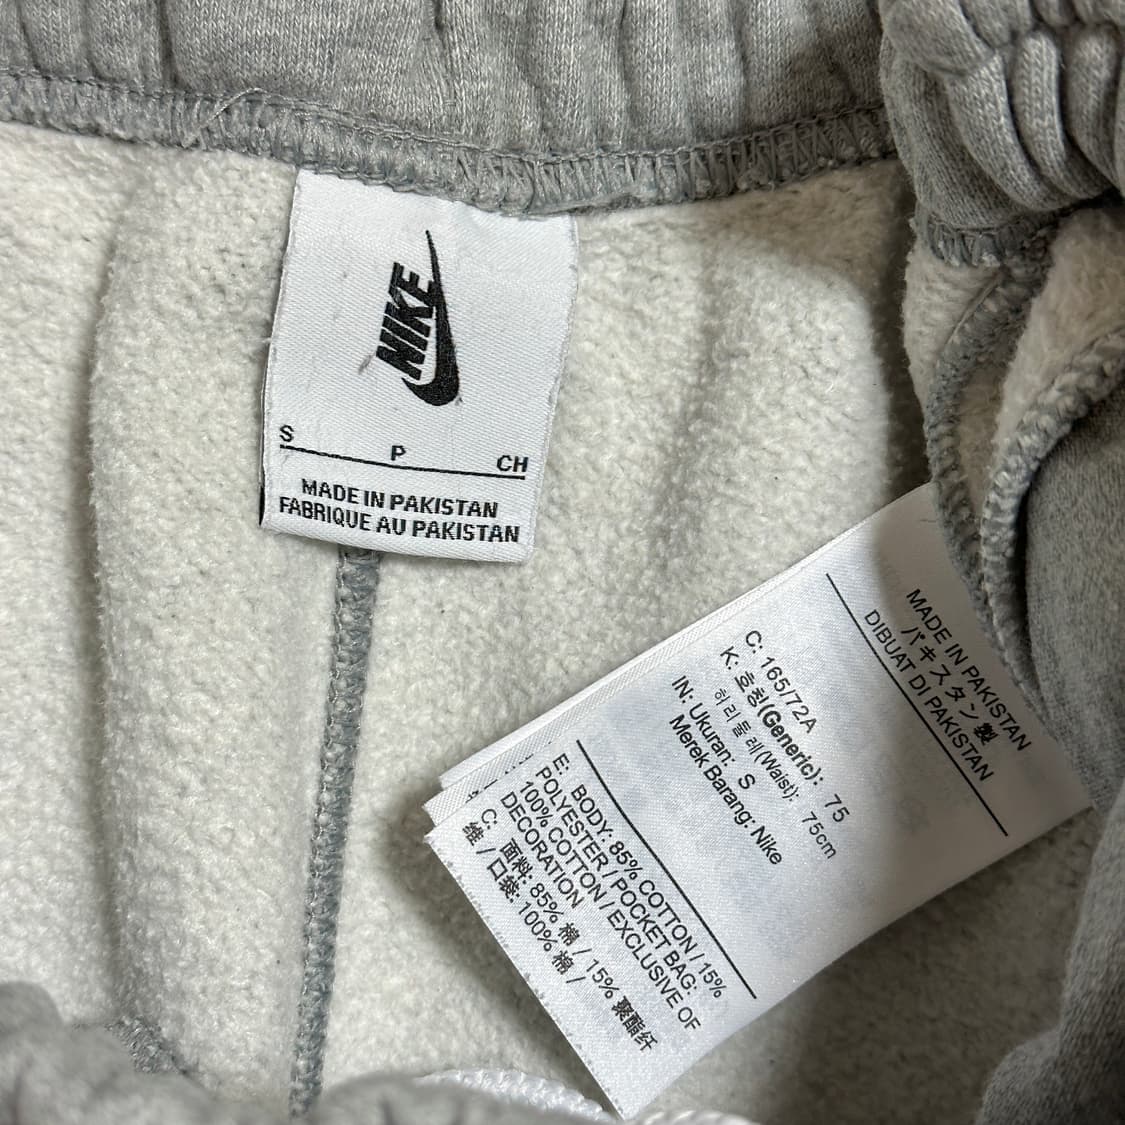 NIKE
S P CH
MADE IN PAKISTAN
FABRIQUE AU PAKISTAN
MADE IN PAKISTAN
パキスタン製
DIBUAT DI PAKISTAN
C: 165/72A
K: 호칭(Generic): 75
허리둘레(Waist): 75cm
IN: Ukuran: S
Merek Barang: Nike
E: BODY: 85% COTTON / 15%
POLYESTER / POCKET BAG:
100% COTTON / EXCLUSIVE OF
DECORATION
C: 面料: 85% 棉 / 15% 聚酯纤
维 / 口袋: 100% 棉 /